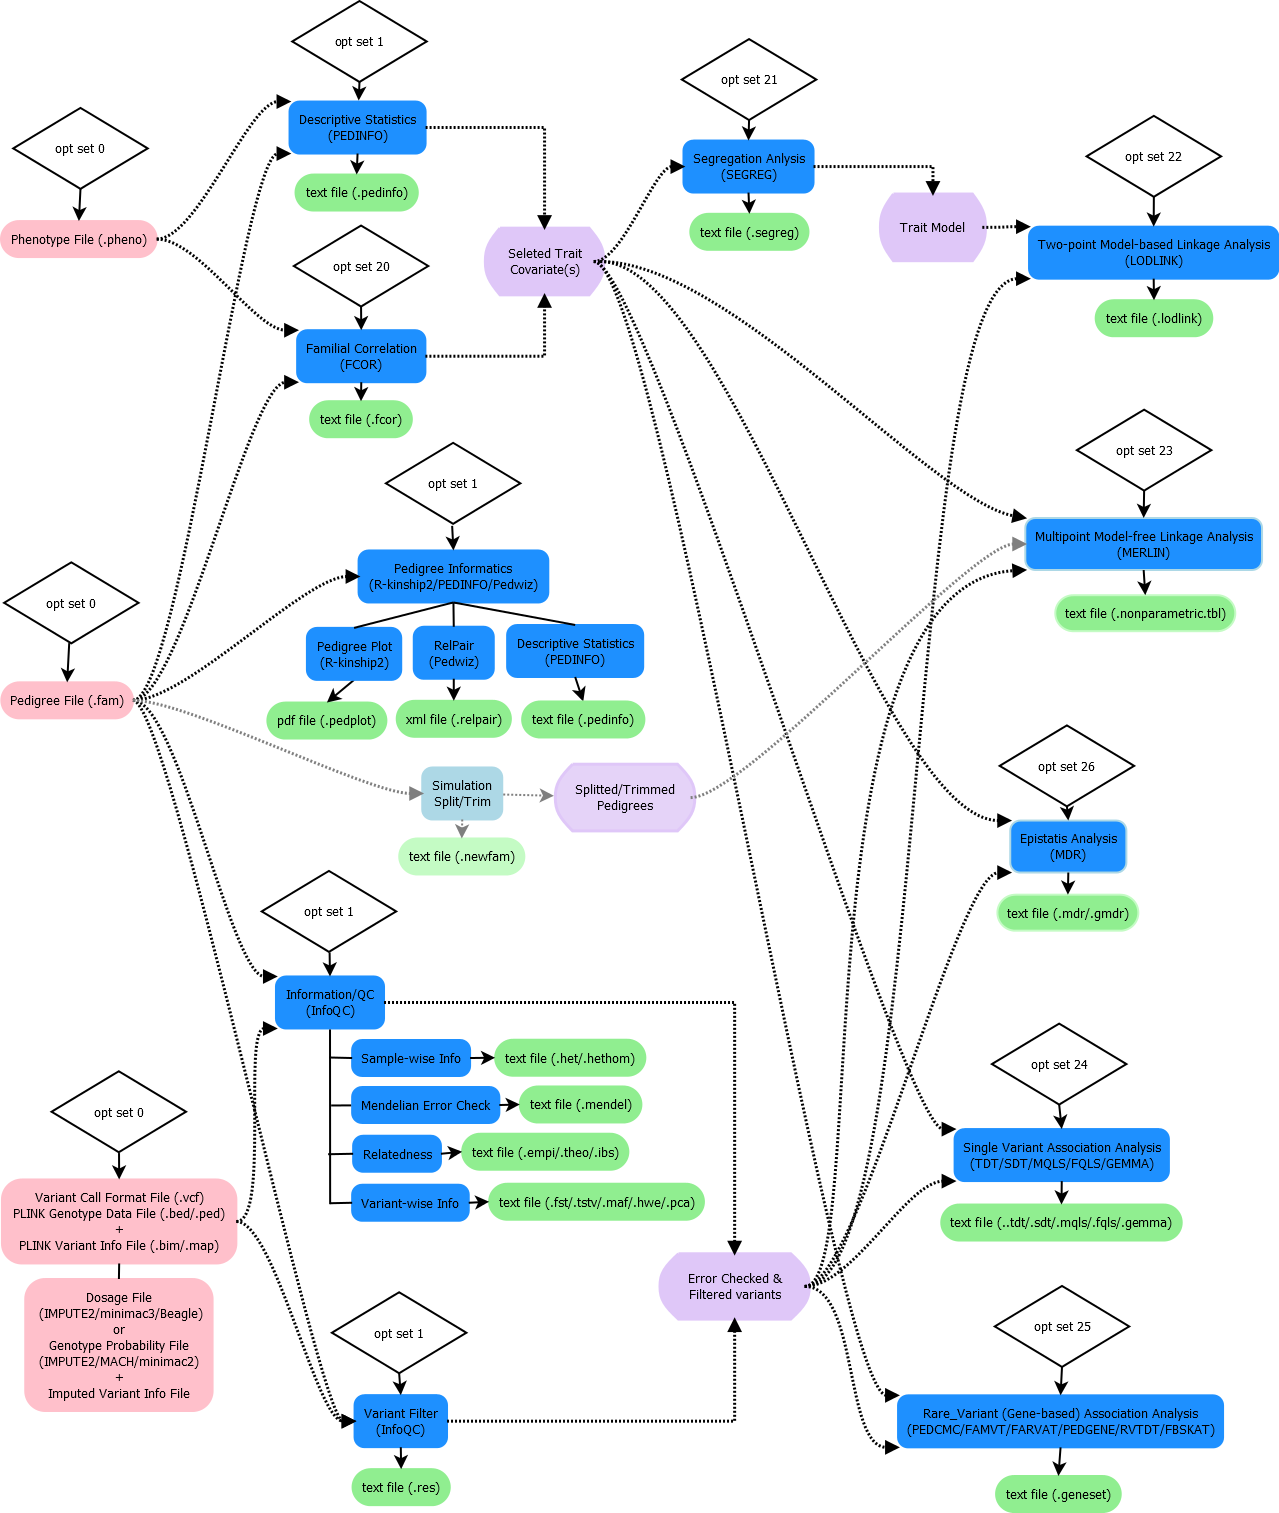 opt set 1
opt set 0
Phenotype File (.pheno)
Descriptive Statistics
(PEDINFO)
text file (.pedinfo)
opt set 20
Familial Correlation
(FCOR)
text file (.fcor)
Seleted Trait
Covariate(s)
opt set 21
Segregation Anlysis
(SEGREG)
text file (.segreg)
Trait Model
opt set 22
Two-point Model-based Linkage Analysis
(LODLINK)
text file (.lodlink)
opt set 23
Multipoint Model-free Linkage Analysis
(MERLIN)
text file (.nonparametric.tbl)
opt set 1
Pedigree Informatics
(R-kinship2/PEDINFO/Pedwiz)
Pedigree Plot
(R-kinship2)
RelPair
(Pedwiz)
Descriptive Statistics
(PEDINFO)
pdf file (.pedplot)
xml file (.relpair)
text file (.pedinfo)
opt set 0
Pedigree File (.fam)
Simulation
Split/Trim
text file (.newfam)
Splitted/Trimmed
Pedigrees
opt set 26
Epistatis Analysis
(MDR)
text file (.mdr/.gmdr)
opt set 1
Information/QC
(InfoQC)
Sample-wise Info
text file (.het/.hethom)
Mendelian Error Check
text file (.mendel)
Relatedness
text file (.empi/.theo/.ibs)
Variant-wise Info
text file (.fst/.tstv/.maf/.hwe/.pca)
opt set 24
Single Variant Association Analysis
(TDT/SDT/MQLS/FQLS/GEMMA)
text file (..tdt/.sdt/.mqls/.fqls/.gemma)
opt set 0
Variant Call Format File (.vcf)
PLINK Genotype Data File (.bed/.ped)
+
PLINK Variant Info File (.bim/.map)
Dosage File
(IMPUTE2/minimac3/Beagle)
or
Genotype Probability File
(IMPUTE2/MACH/minimac2)
+
Imputed Variant Info File
Error Checked &
Filtered variants
opt set 1
Variant Filter
(InfoQC)
text file (.res)
opt set 25
Rare_Variant (Gene-based) Association Analysis
(PEDCMC/FAMVT/FARVAT/PEDGENE/RVTDT/FBSKAT)
text file (.geneset)